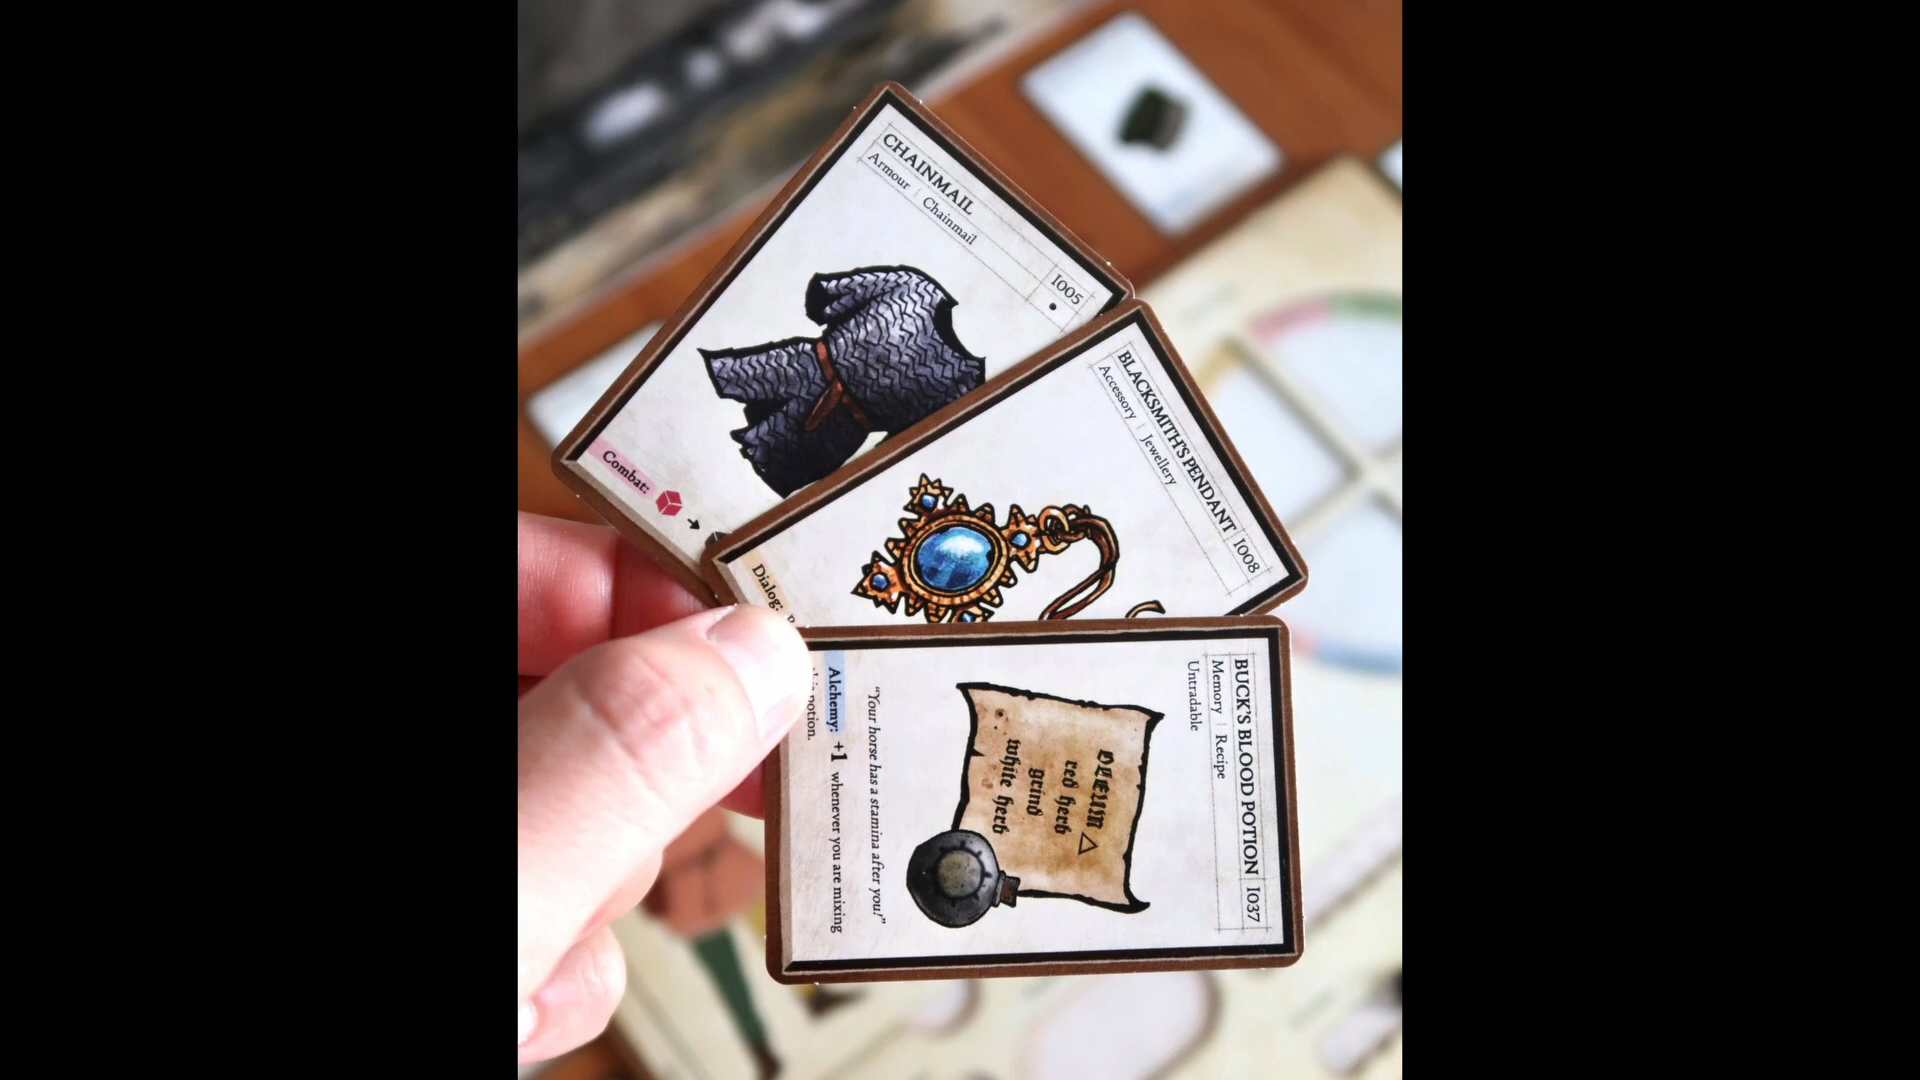 CHAINMAIL
I005
Armour | Chainmail
Combat:
BLACKSMITH'S PENDANT
I008
Accessory | Jewellery
Dialog:
BUCK'S BLOOD POTION
I037
Memory | Recipe
Untradable
OLEUM
red herb
grind
white herb
"Your horse has a stamina after you!"
Alchemy: +1 whenever you are mixing
potion.